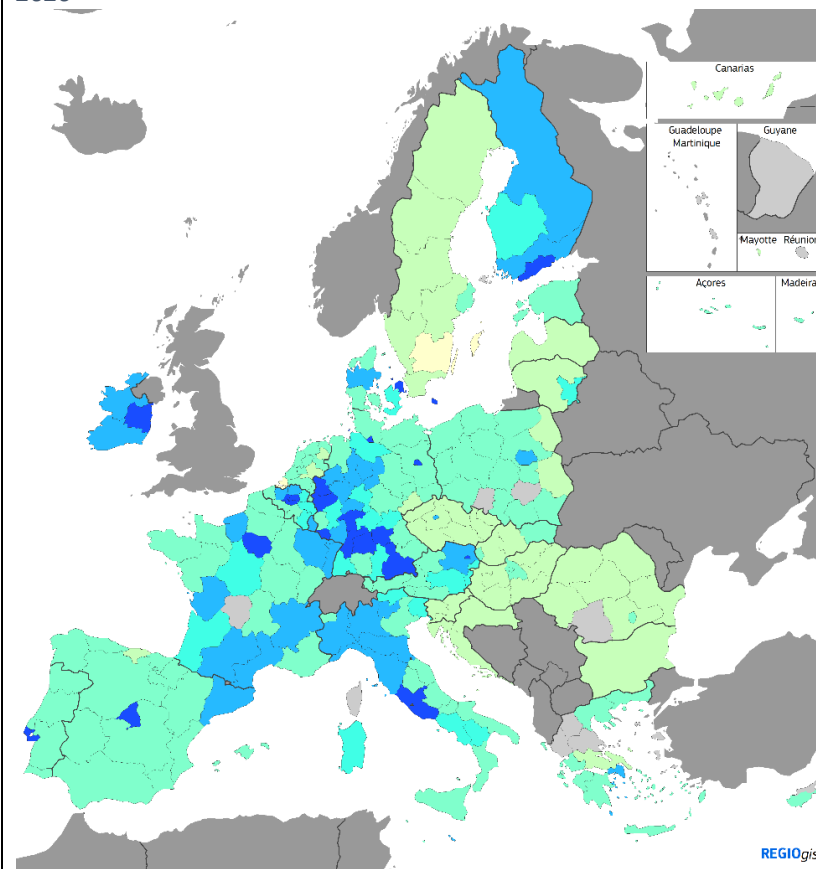 Canarias
Guadeloupe
Martinique
Guyane
Mayotte
Réunion
Açores
Madeira
REGIOgis